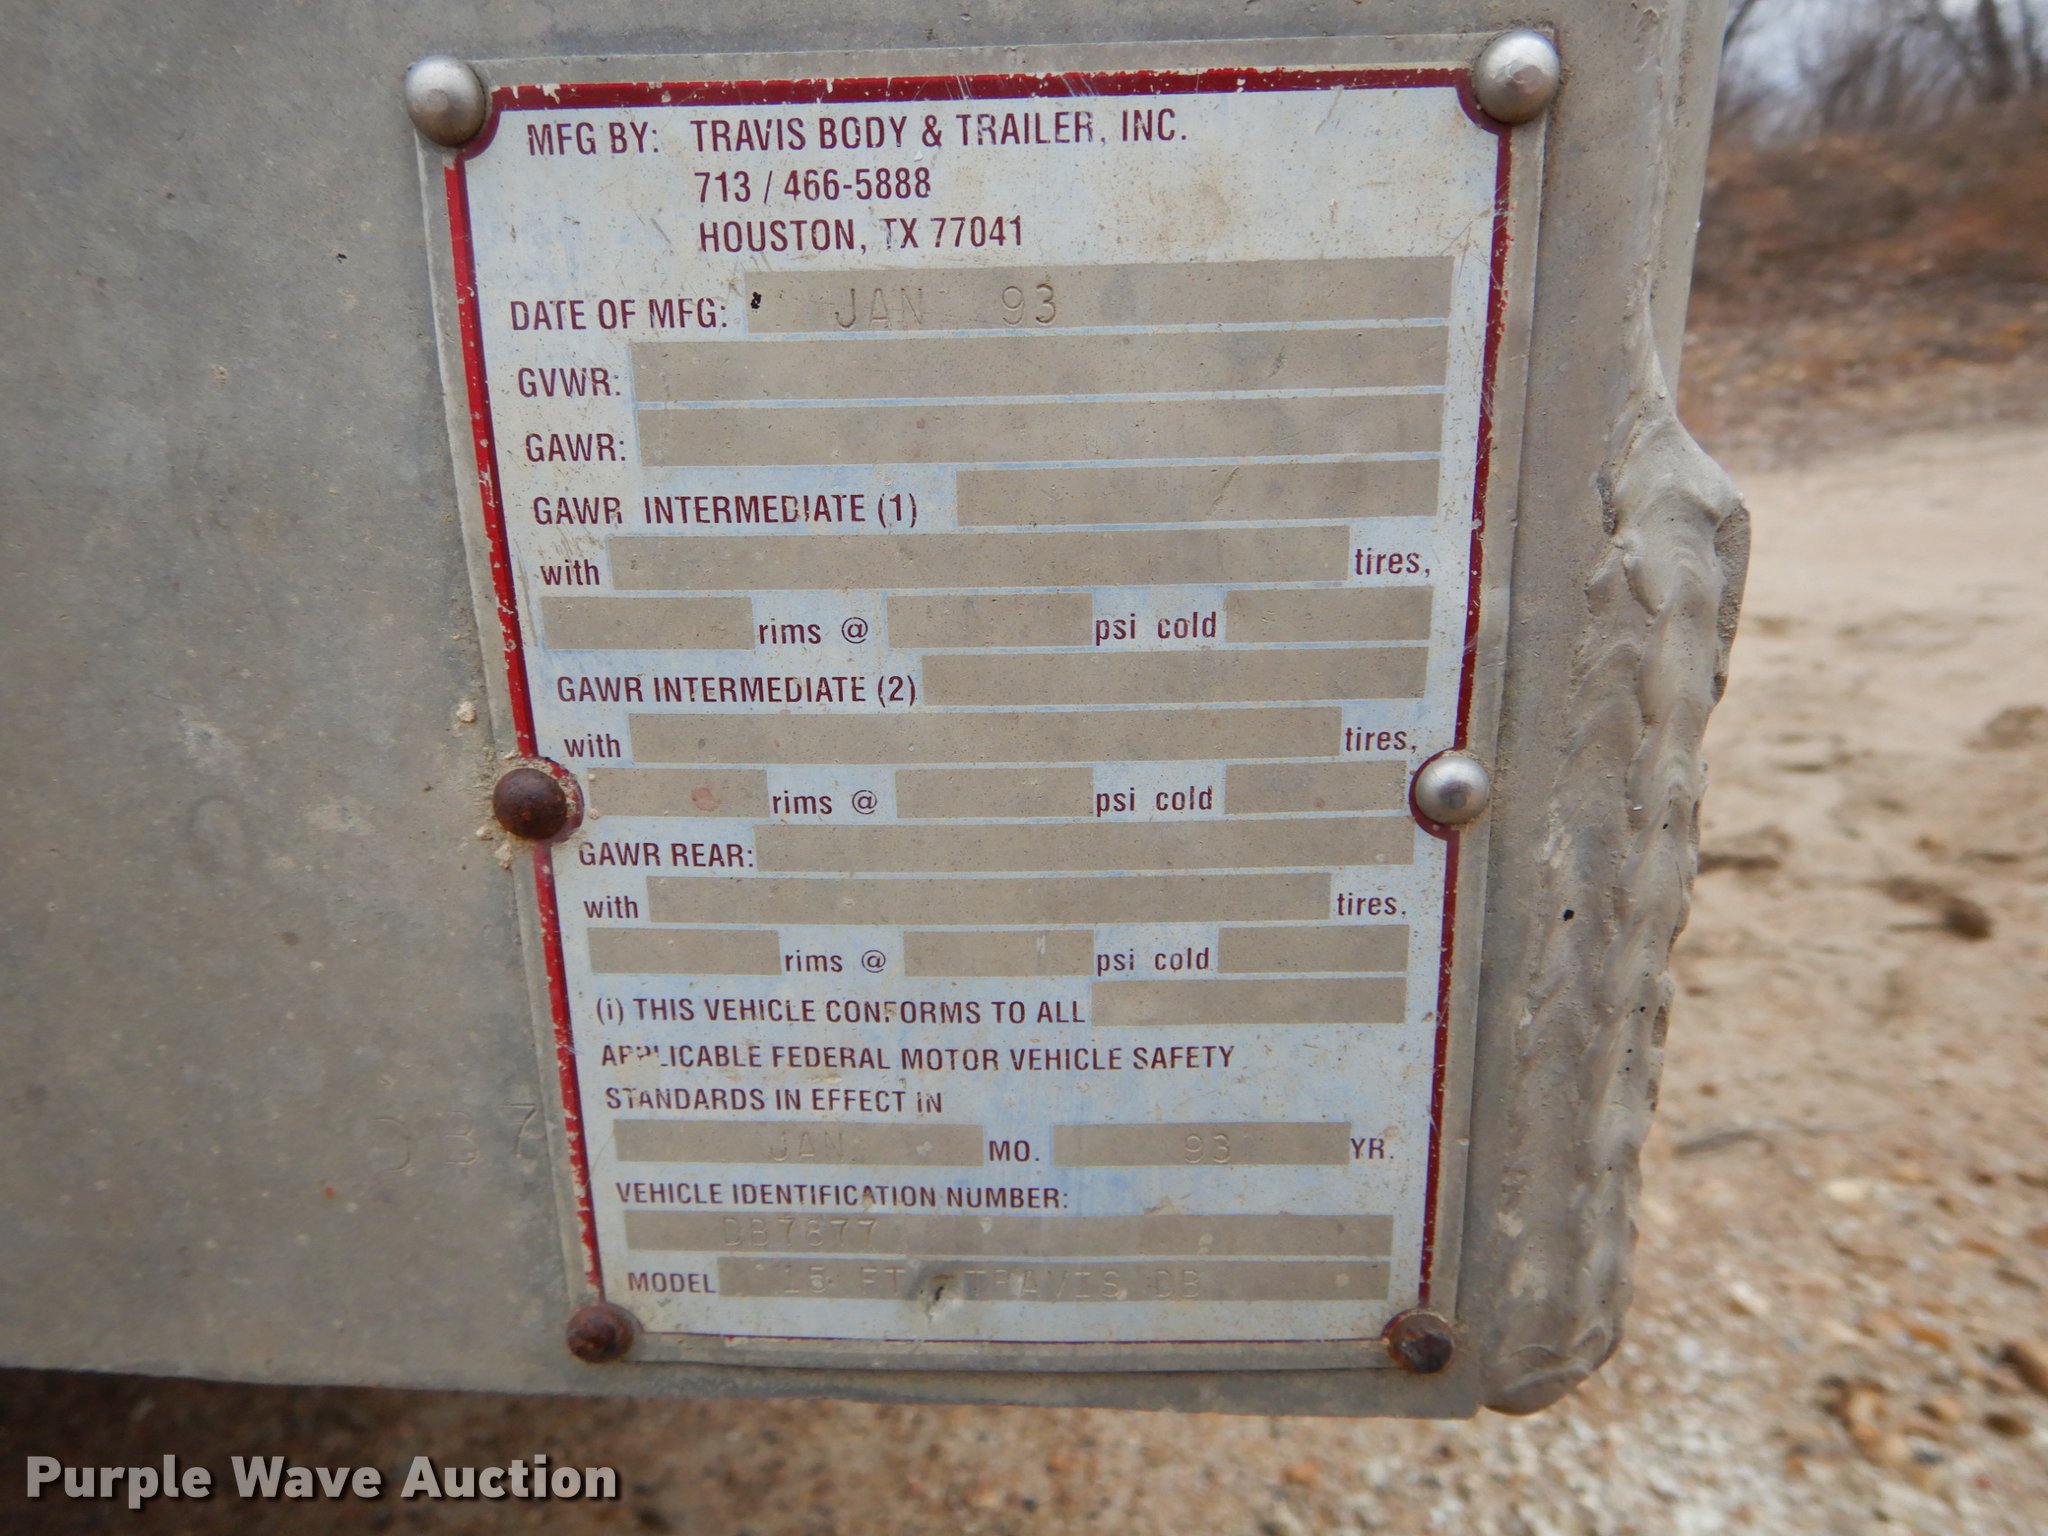 MFG BY: TRAVIS BODY & TRAILER, INC.
713 / 466-5888
HOUSTON, TX 77041
DATE OF MFG: JAN 93
GVWR:
GAWR:
GAWR INTERMEDIATE (1)
with tires,
rims @ psi cold
GAWR INTERMEDIATE (2)
with tires,
rims @ psi cold
GAWR REAR:
with tires.
rims @ psi cold
(i) THIS VEHICLE CONFORMS TO ALL
APPLICABLE FEDERAL MOTOR VEHICLE SAFETY
STANDARDS IN EFFECT IN
JAN MO. 93 YR.
VEHICLE IDENTIFICATION NUMBER:
DB7877
MODEL 15 FT TRAVIS DB
Purple Wave Auction